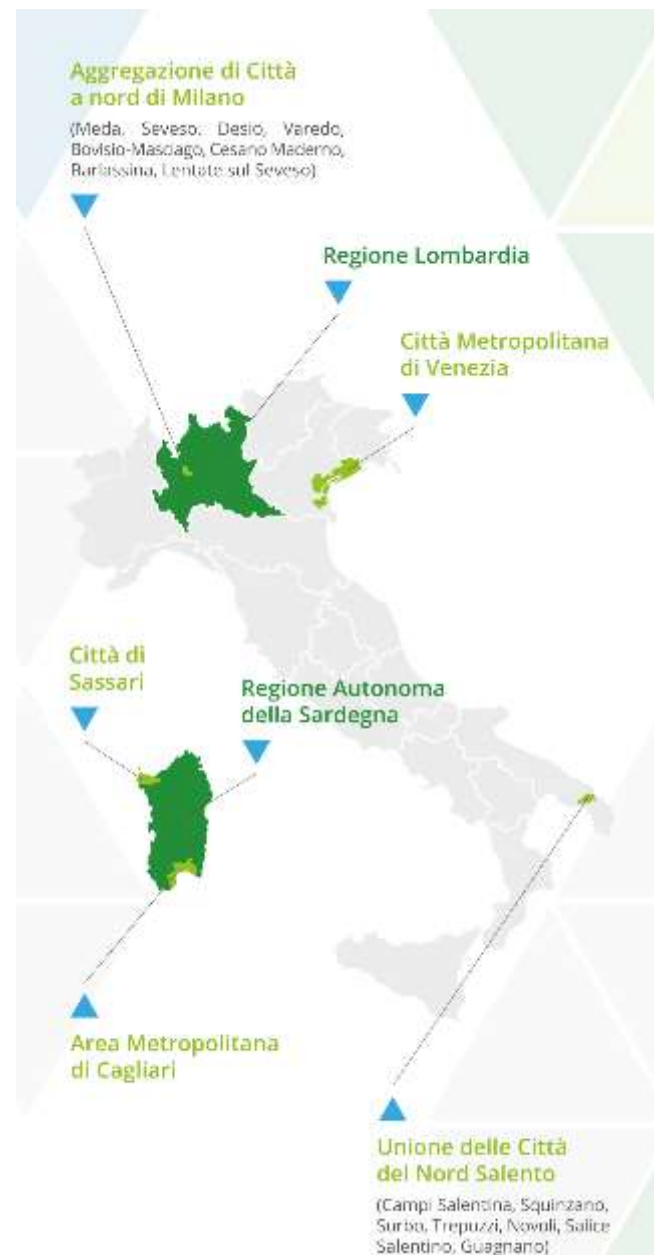 Aggregazione di Città
a nord di Milano
(Meda, Seveso, Desio, Varedo,
Bovisio-Masciago, Cesano Maderno,
Barlassina, Lentate sul Seveso)
Regione Lombardia
Città Metropolitana
di Venezia
Città di
Sassari
Regione Autonoma
della Sardegna
Area Metropolitana
di Cagliari
Unione delle Città
del Nord Salento
(Campi Salentina, Squinzano,
Surbo, Trepuzzi, Novoli, Salice
Salentino, Guagnano)